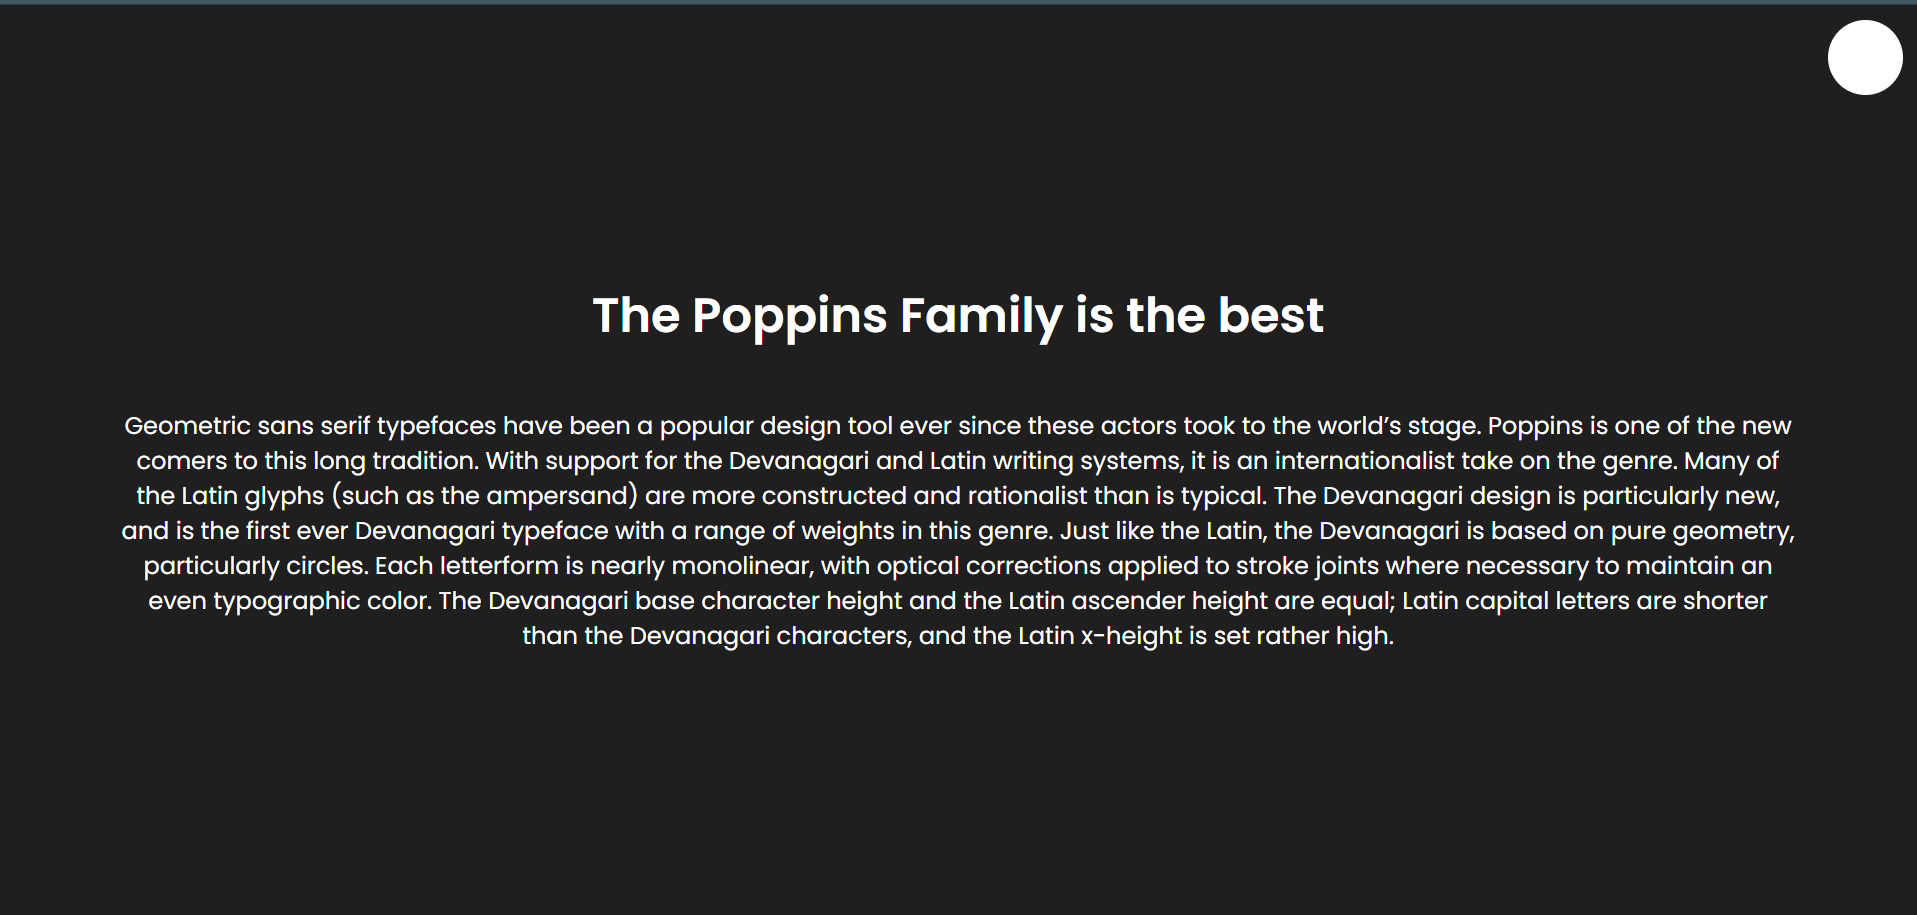 The Poppins Family is the best
Geometric sans serif typefaces have been a popular design tool ever since these actors took to the world’s stage. Poppins is one of the new
comers to this long tradition. With support for the Devanagari and Latin writing systems, it is an internationalist take on the genre. Many of
the Latin glyphs (such as the ampersand) are more constructed and rationalist than is typical. The Devanagari design is particularly new,
and is the first ever Devanagari typeface with a range of weights in this genre. Just like the Latin, the Devanagari is based on pure geometry,
particularly circles. Each letterform is nearly monolinear, with optical corrections applied to stroke joints where necessary to maintain an
even typographic color. The Devanagari base character height and the Latin ascender height are equal; Latin capital letters are shorter
than the Devanagari characters, and the Latin x-height is set rather high.